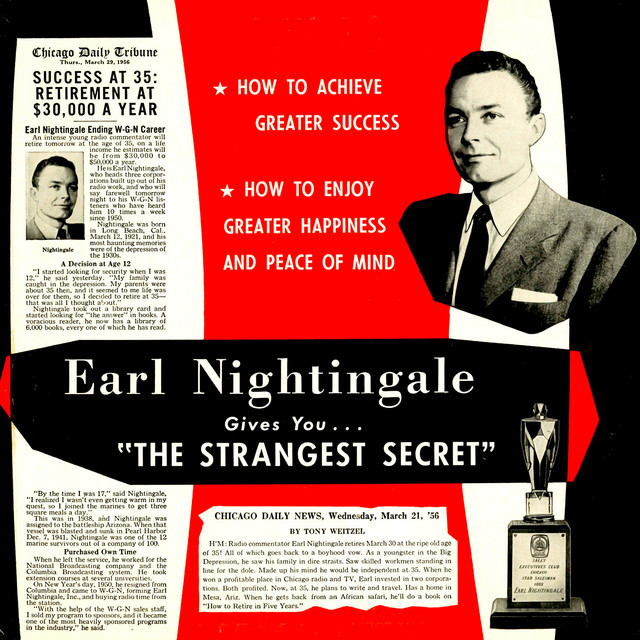 Chicago Daily Tribune
Thurs., March 29, 1956
SUCCESS AT 35:
RETIREMENT AT
$30,000 A YEAR
Earl Nightingale Ending W-G-N Career
An intense young radio commentator will
retire tomorrow at the age of 35, on a life
income he estimates will
be from $30,000 to
$50,000 a year.
He is Earl Nightingale,
who heads three corpor-
ations built up out of his
radio work, and who will
say farewell tomorrow
night to his W-G-N lis-
teners who have heard
him 10 times a week
since 1950.
Nightingale was born
in Long Beach, Cal.,
March 12, 1921, and his
most haunting memories
were of the depression of
the 1930s.
Nightingale
A Decision at Age 12
"I started looking for security when I was
12," he said yesterday. "My family was
caught in the depression. My parents were
about 35 then, and it seemed to me life was
over for them, so I decided to retire at 35—
that was all I thought about."
Nightingale took out a library card and
started looking for "the answer" in books. A
voracious reader, he now has a library of
6,000 books, every one of which he has read.
★ HOW TO ACHIEVE
GREATER SUCCESS
★ HOW TO ENJOY
GREATER HAPPINESS
AND PEACE OF MIND
Earl Nightingale
Gives You...
"THE STRANGEST SECRET"
"By the time I was 17," said Nightingale,
"I realized I wasn't even getting warm in my
quest, so I joined the marines to get three
square meals a day."
This was in 1938, and Nightingale was
assigned to the battleship Arizona. When that
vessel was blasted and sunk in Pearl Harbor
Dec. 7, 1941, Nightingale was one of the 12
marine survivors out of a company of 100.
Purchased Own Time
When he left the service, he worked for the
National Broadcasting company and the
Columbia Broadcasting system. He took
extension courses at several universities.
On New Year's day, 1950, he resigned from
Columbia and came to W-G-N, forming Earl
Nightingale, Inc., and buying radio time from
the station.
"With the help of the W-G-N sales staff,
I sold my program to sponsors, and it became
one of the most heavily sponsored programs
in the industry," he said.
CHICAGO DAILY NEWS, Wednesday, March 21, '56
BY TONY WEITZEL
H'M: Radio commentator Earl Nightingale retires March 30 at the ripe old age
of 35! All of which goes back to a boyhood vow. As a youngster in the Big
Depression, he saw his family in dire straits. Saw skilled workmen standing in
line for the dole. Made up his mind he would be independent at 35. When he
won a profitable place in Chicago radio and TV, Earl invested in two corpora-
tions. Both profited. Now, at 35, he plans to write and travel. Has a home in
Mesa, Ariz. When he gets back from an African safari, he'll do a book on
"How to Retire in Five Years."
SALES
EXECUTIVES CLUB
CHICAGO
STAR SALESMAN
EARL NIGHTINGALE